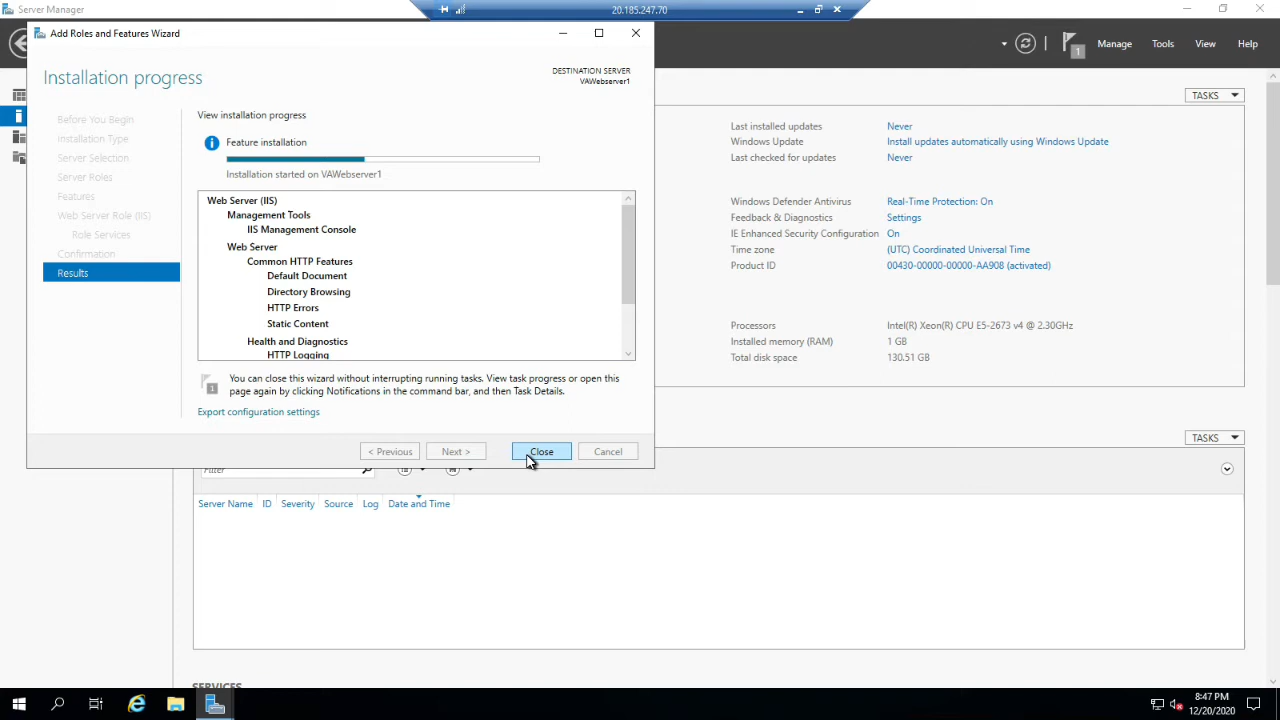 Server Manager
20.185.247.70
Add Roles and Features Wizard
1
Manage
Tools
View
Help
Installation progress
DESTINATION SERVER
VAWebserver1
Before You Begin
Installation Type
Server Selection
Server Roles
Features
Web Server Role (IIS)
Role Services
Confirmation
Results
View installation progress
Feature installation
Installation started on VAWebserver1
Web Server (IIS)
Management Tools
IIS Management Console
Web Server
Common HTTP Features
Default Document
Directory Browsing
HTTP Errors
Static Content
Health and Diagnostics
HTTP Logging
1
You can close this wizard without interrupting running tasks. View task progress or open this
page again by clicking Notifications in the command bar, and then Task Details.
Export configuration settings
< Previous
Next >
Close
Cancel
TASKS
Last installed updates Never
Windows Update Install updates automatically using Windows Update
Last checked for updates Never
Windows Defender Antivirus Real-Time Protection: On
Feedback & Diagnostics Settings
IE Enhanced Security Configuration On
Time zone (UTC) Coordinated Universal Time
Product ID 00430-00000-00000-AA908 (activated)
Processors Intel(R) Xeon(R) CPU E5-2673 v4 @ 2.30GHz
Installed memory (RAM) 1 GB
Total disk space 130.51 GB
TASKS
Filter
Server Name ID Severity Source Log Date and Time
SERVICES
8:47 PM
12/20/2020